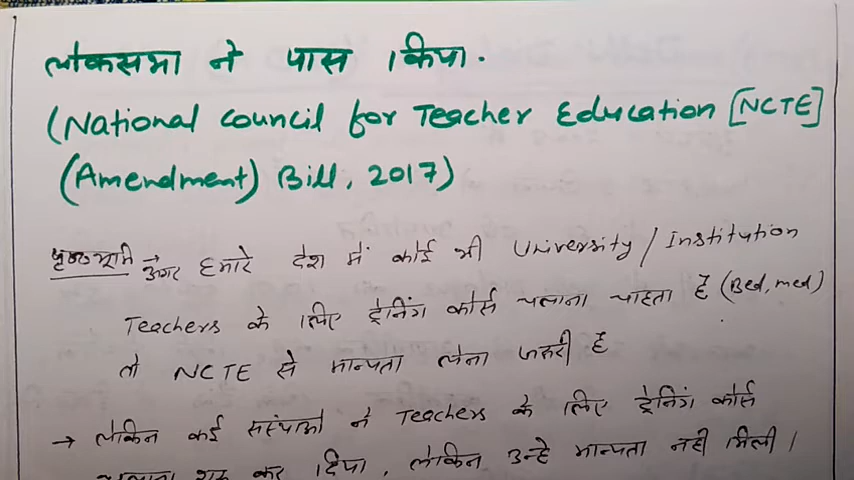 लोकसभा ने पास किया.
(National Council for Teacher Education [NCTE]
(Amendment) Bill, 2017)
पृष्ठभूमि → अगर हमारे देश में कोई भी University/Institution
Teachers के लिए ट्रेनिंग कोर्स चलाना चाहता है (Bed, med)
तो NCTE से मान्यता लेना जरूरी है
→ लेकिन कई संस्थाओ ने Teachers के लिए ट्रेनिंग कोर्स
चलाना शुरू कर दिया, लेकिन उन्हे मान्यता नही मिली।